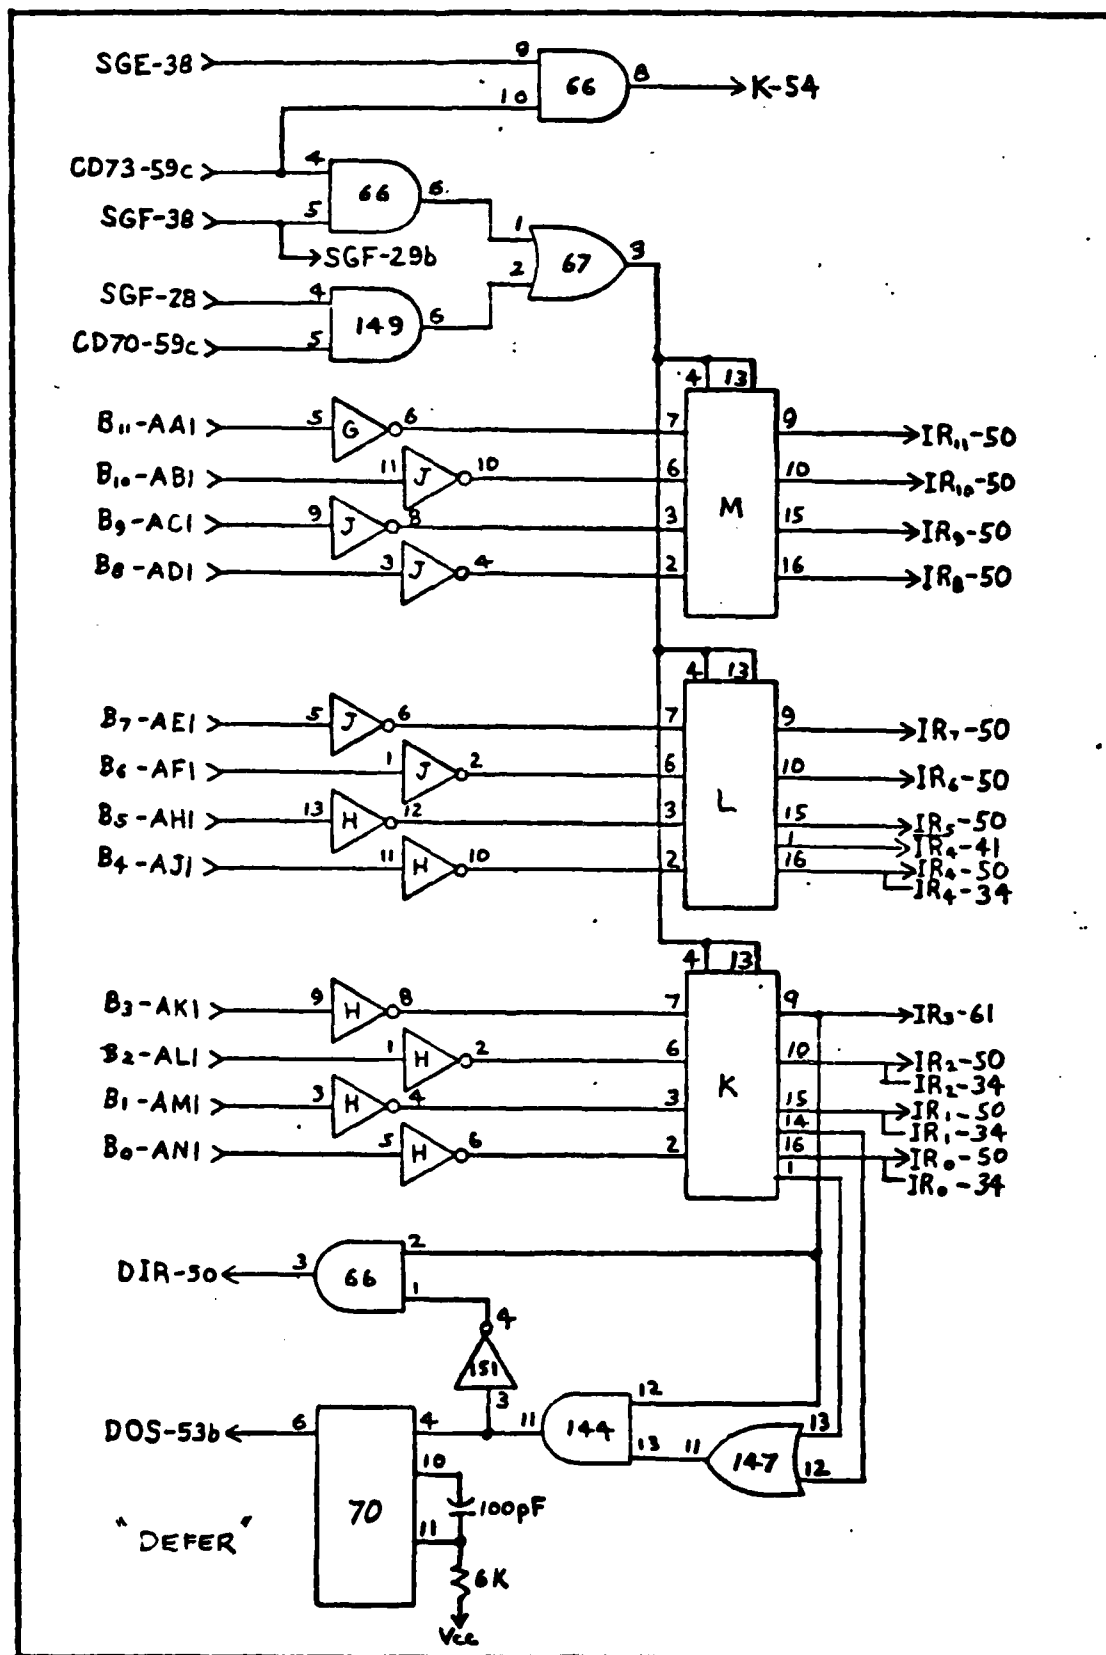 SGE-38 9 66 8 K-54
10
CD73-59c 4 66 6
SGF-38 5
1 67 3
SGF-29b
2
SGF-28 4 149 6
CD70-59c 5
4 13
B₁₁-AA1 5 G 6 7 M 9 IR₁₁-50
B₁₀-AB1 11 J 10 6 10 IR₁₀-50
B₉-AC1 9 J 8 3 15 IR₉-50
B₈-AD1 3 J 4 2 16 IR₈-50
4 13
B₇-AE1 5 J 6 7 L 9 IR₇-50
B₆-AF1 1 J 2 6 10 IR₆-50
B₅-AH1 13 H 12 3 15 IR₅-50
1 I̅R̅₄-41
B₄-AJ1 11 H 10 2 16 IR₄-50
IR₄-34
4 13
B₃-AK1 9 H 8 7 K 9 IR₃-61
B₂-AL1 1 H 2 6 10 IR₂-50
IR₂-34
B₁-AM1 3 H 4 3 15 IR₁-50
14 IR₁-34
B₀-AN1 5 H 6 2 16 IR₀-50
1 IR₀-34
DIR-50 3 66 2
1
4
151
3
DOS-53b 6 70 4 11 144 12
13 11 147 13
12
10
100pF
11
"DEFER"
6K
Vcc